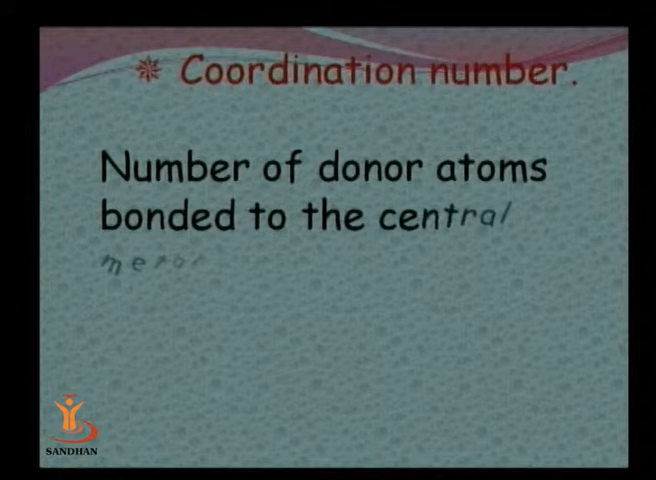 Coordination number.
Number of donor atoms
bonded to the central
SANDHAN